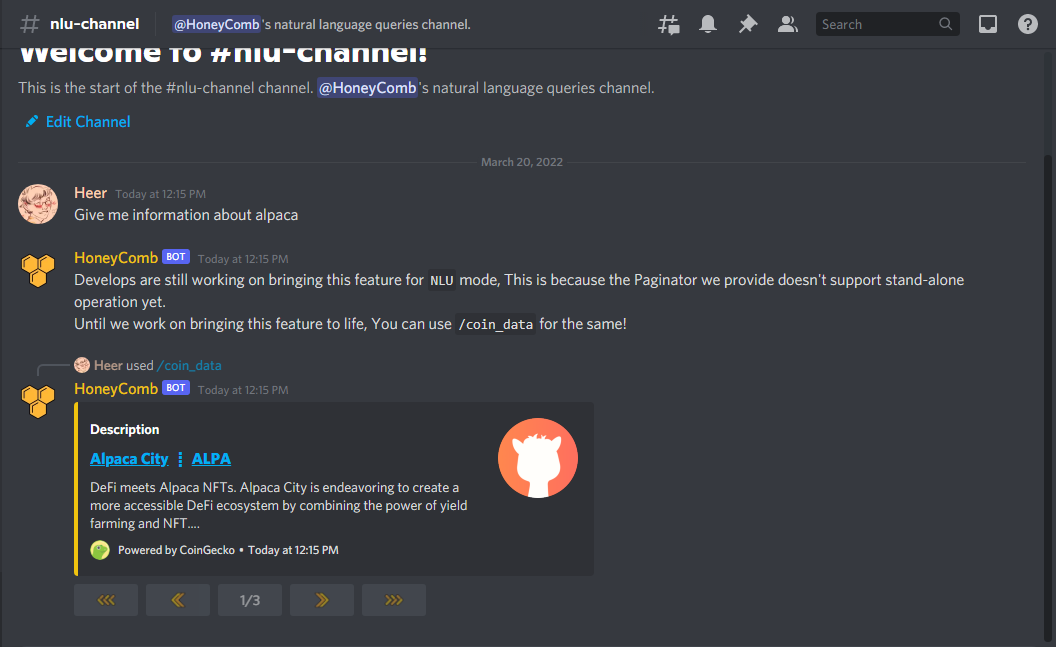 nlu-channel @HoneyComb's natural language queries channel. Search
Welcome to #nlu-channel!
This is the start of the #nlu-channel channel. @HoneyComb's natural language queries channel.
Edit Channel
March 20, 2022
Heer Today at 12:15 PM
Give me information about alpaca
HoneyComb BOT Today at 12:15 PM
Develops are still working on bringing this feature for NLU mode, This is because the Paginator we provide doesn't support stand-alone
operation yet.
Until we work on bringing this feature to life, You can use /coin_data for the same!
Heer used /coin_data
HoneyComb BOT Today at 12:15 PM
Description
Alpaca City ┋ ALPA
DeFi meets Alpaca NFTs. Alpaca City is endeavoring to create a
more accessible DeFi ecosystem by combining the power of yield
farming and NFT....
Powered by CoinGecko • Today at 12:15 PM
1/3